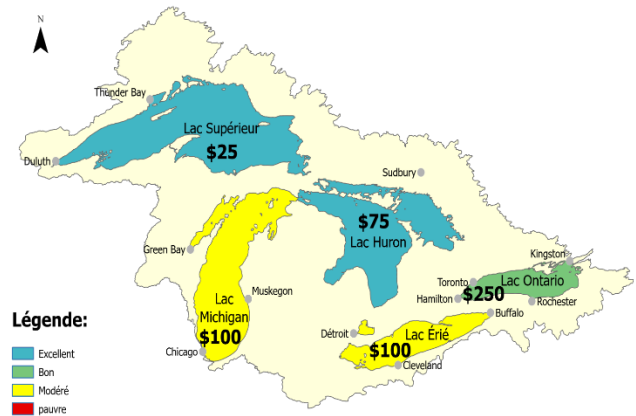 N
Thunder Bay
Lac Supérieur
$25
Duluth
Sudbury
$75
Lac Huron
Green Bay
Kingston
Toronto
Lac Ontario
Hamilton
$250
Rochester
Muskegon
Lac
Michigan
$100
Buffalo
Détroit
Lac Érié
$100
Chicago
Cleveland
Légende:
Excellent
Bon
Modéré
pauvre